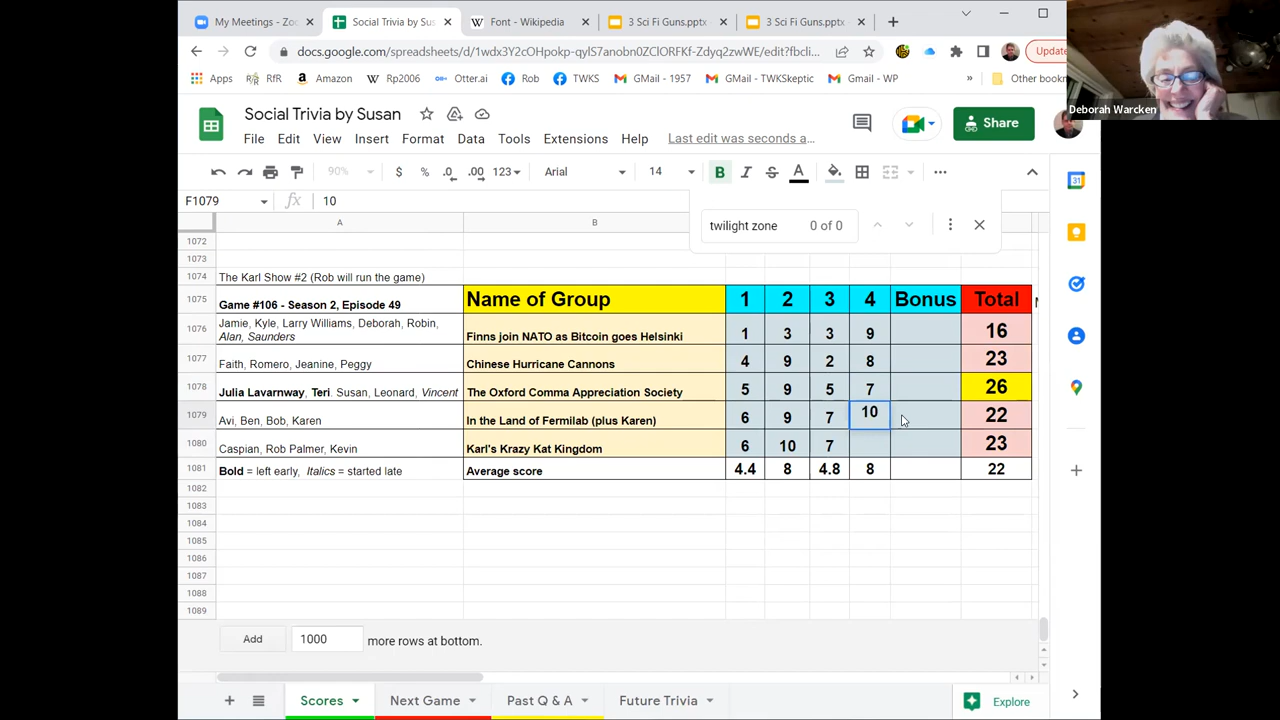 My Meetings - Zoo
Social Trivia by Sus
Font - Wikipedia
3 Sci Fi Guns.pptx
3 Sci Fi Guns.pptx
Update
Apps
RfR
Amazon
Rp2006
Otter.ai
Rob
TWKS
GMail - 1957
GMail - TWKSkeptic
Gmail - WP
»
Other bookm
Deborah Warcken
Social Trivia by Susan
File Edit View Insert Format Data Tools Extensions Help Last edit was seconds a...
Share
90% $ % .0 .00 123 Arial 14 B I S A
F1079 fx 10
twilight zone 0 of 0
A B
1072
1073
1074 The Karl Show #2 (Rob will run the game)
1075 Game #106 - Season 2, Episode 49 Name of Group 1 2 3 4 Bonus Total
1076 Jamie, Kyle, Larry Williams, Deborah, Robin, Alan, Saunders Finns join NATO as Bitcoin goes Helsinki 1 3 3 9 16
1077 Faith, Romero, Jeanine, Peggy Chinese Hurricane Cannons 4 9 2 8 23
1078 Julia Lavarnway, Teri. Susan, Leonard, Vincent The Oxford Comma Appreciation Society 5 9 5 7 26
1079 Avi, Ben, Bob, Karen In the Land of Fermilab (plus Karen) 6 9 7 10 22
1080 Caspian, Rob Palmer, Kevin Karl's Krazy Kat Kingdom 6 10 7 23
1081 Bold = left early, Italics = started late Average score 4.4 8 4.8 8 22
1082
1083
1084
1085
1086
1087
1088
1089
Add 1000 more rows at bottom.
Scores Next Game Past Q & A Future Trivia Explore